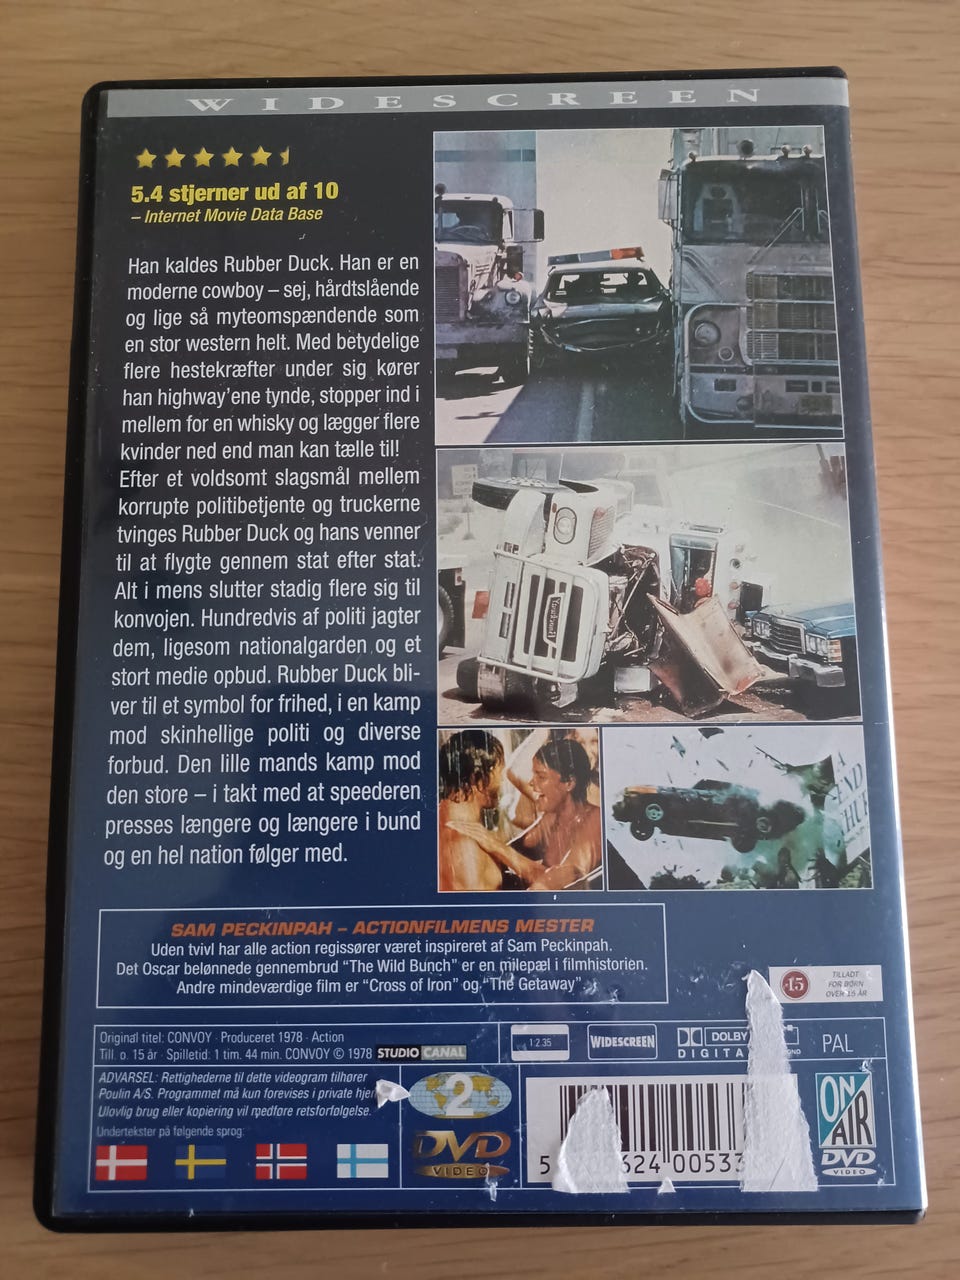 WIDESCREEN
5.4 stjerner ud af 10
– Internet Movie Data Base
Han kaldes Rubber Duck. Han er en
moderne cowboy – sej, hårdtslående
og lige så myteomspændende som
en stor western helt. Med betydelige
flere hestekræfter under sig kører
han highway'ene tynde, stopper ind i
mellem for en whisky og lægger flere
kvinder ned end man kan tælle til!
Efter et voldsomt slagsmål mellem
korrupte politibetjente og truckerne
tvinges Rubber Duck og hans venner
til at flygte gennem stat efter stat.
Alt i mens slutter stadig flere sig til
konvojen. Hundredvis af politi jagter
dem, ligesom nationalgarden og et
stort medie opbud. Rubber Duck bli-
ver til et symbol for frihed, i en kamp
mod skinhellige politi og diverse
forbud. Den lille mands kamp mod
den store – i takt med at speederen
presses længere og længere i bund
og en hel nation følger med.
SAM PECKINPAH – ACTIONFILMENS MESTER
Uden tvivl har alle action regissører været inspireret af Sam Peckinpah.
Det Oscar belønnede gennembrud "The Wild Bunch" er en milepæl i filmhistorien.
Andre mindeværdige film er "Cross of Iron" og "The Getaway".
15
TILLADT
FOR BØRN
OVER 15 ÅR
Original titel: CONVOY · Produceret 1978 · Action
Till. o. 15 år · Spilletid: 1 tim. 44 min. CONVOY © 1978 STUDIO CANAL
1:2.35
WIDESCREEN
DOLBY
DIGITAL
PAL
ADVARSEL: Rettighederne til dette videogram tilhører
Poulin A/S. Programmet må kun forevises i private hjem
Ulovlig brug eller kopiering vil medføre retsforfølgelse.
Undertekster på følgende sprog:
2
DVD
VIDEO
5 624 00533
ON
AIR
DVD
VIDEO